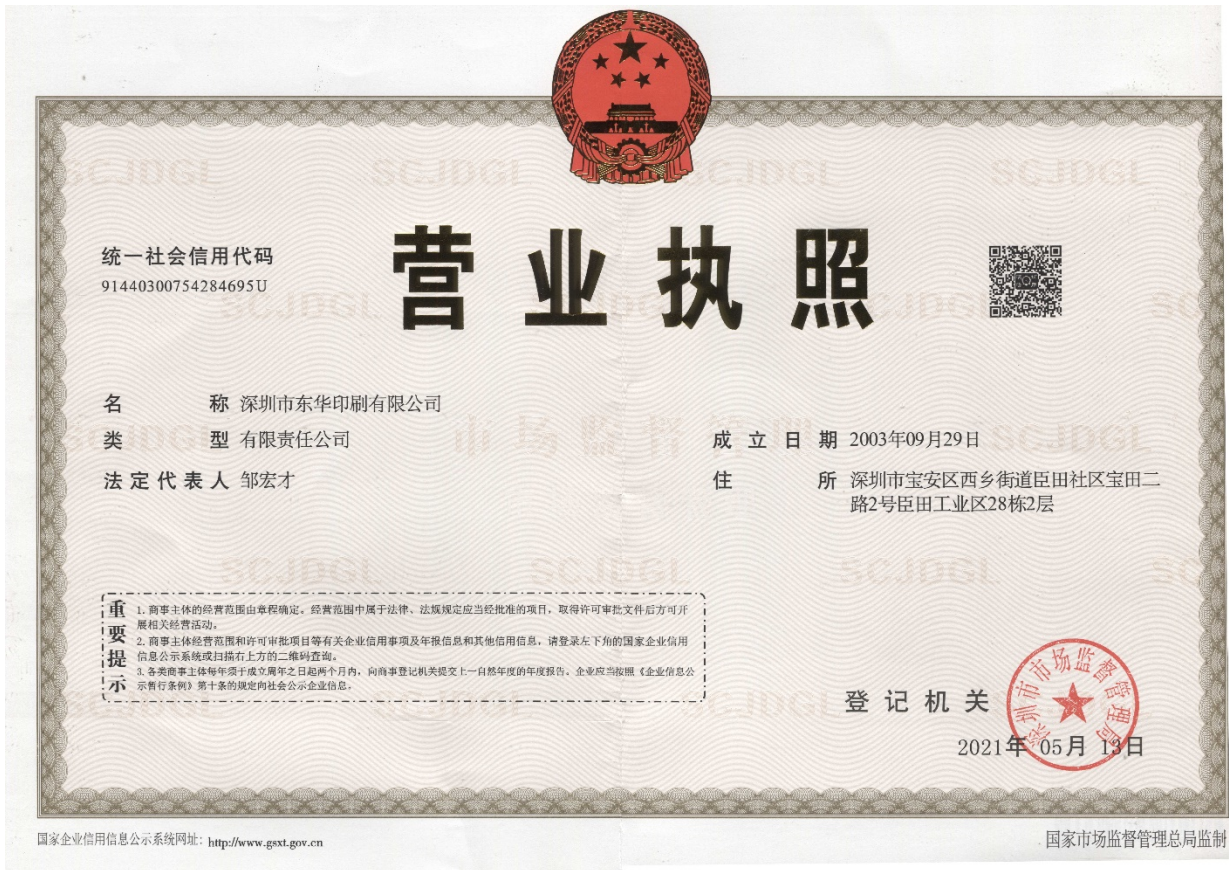 营业执照
统一社会信用代码
91440300754284695U
名称 深圳市东华印刷有限公司
类型 有限责任公司
法定代表人 邹宏才
成立日期 2003年09月29日
住所 深圳市宝安区西乡街道臣田社区宝田二
路2号臣田工业区28栋2层
重要提示
1. 商事主体的经营范围由章程确定。经营范围中属于法律、法规规定应当经批准的项目，取得许可审批文件后方可开
展相关经营活动。
2. 商事主体经营范围和许可审批项目等有关企业信用事项及年报信息和其他信用信息，请登录左下角的国家企业信用
信息公示系统或扫描右上方的二维码查询。
3. 各类商事主体每年须于成立周年之日起两个月内，向商事登记机关提交上一自然年度的年度报告。企业应当按照《企业信息公
示暂行条例》第十条的规定向社会公示企业信息。
登记机关
深圳市市场监督管理局
2021年05月13日
国家企业信用信息公示系统网址：http://www.gsxt.gov.cn
国家市场监督管理总局监制
SCJDGL